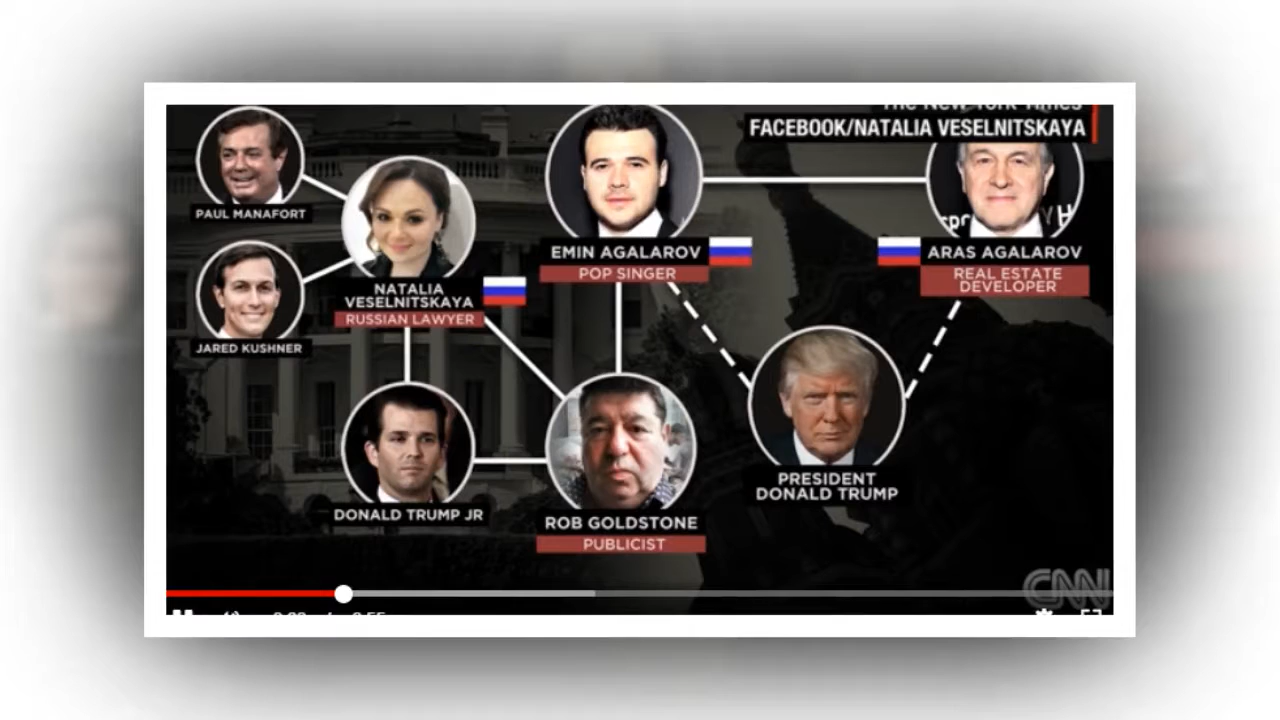 The New York Times
FACEBOOK/NATALIA VESELNITSKAYA
PAUL MANAFORT
JARED KUSHNER
NATALIA
VESELNITSKAYA
RUSSIAN LAWYER
EMIN AGALAROV
POP SINGER
ARAS AGALAROV
REAL ESTATE
DEVELOPER
DONALD TRUMP JR
ROB GOLDSTONE
PUBLICIST
PRESIDENT
DONALD TRUMP
CNN